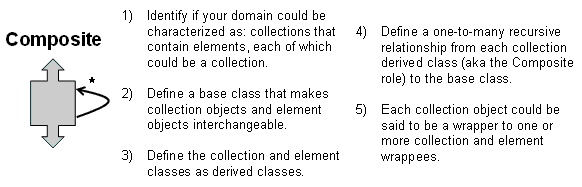 Composite
*
1) Identify if your domain could be
characterized as: collections that
contain elements, each of which
could be a collection.
2) Define a base class that makes
collection objects and element
objects interchangeable.
3) Define the collection and element
classes as derived classes.
4) Define a one-to-many recursive
relationship from each collection
derived class (aka the Composite
role) to the base class.
5) Each collection object could be
said to be a wrapper to one or
more collection and element
wrappees.